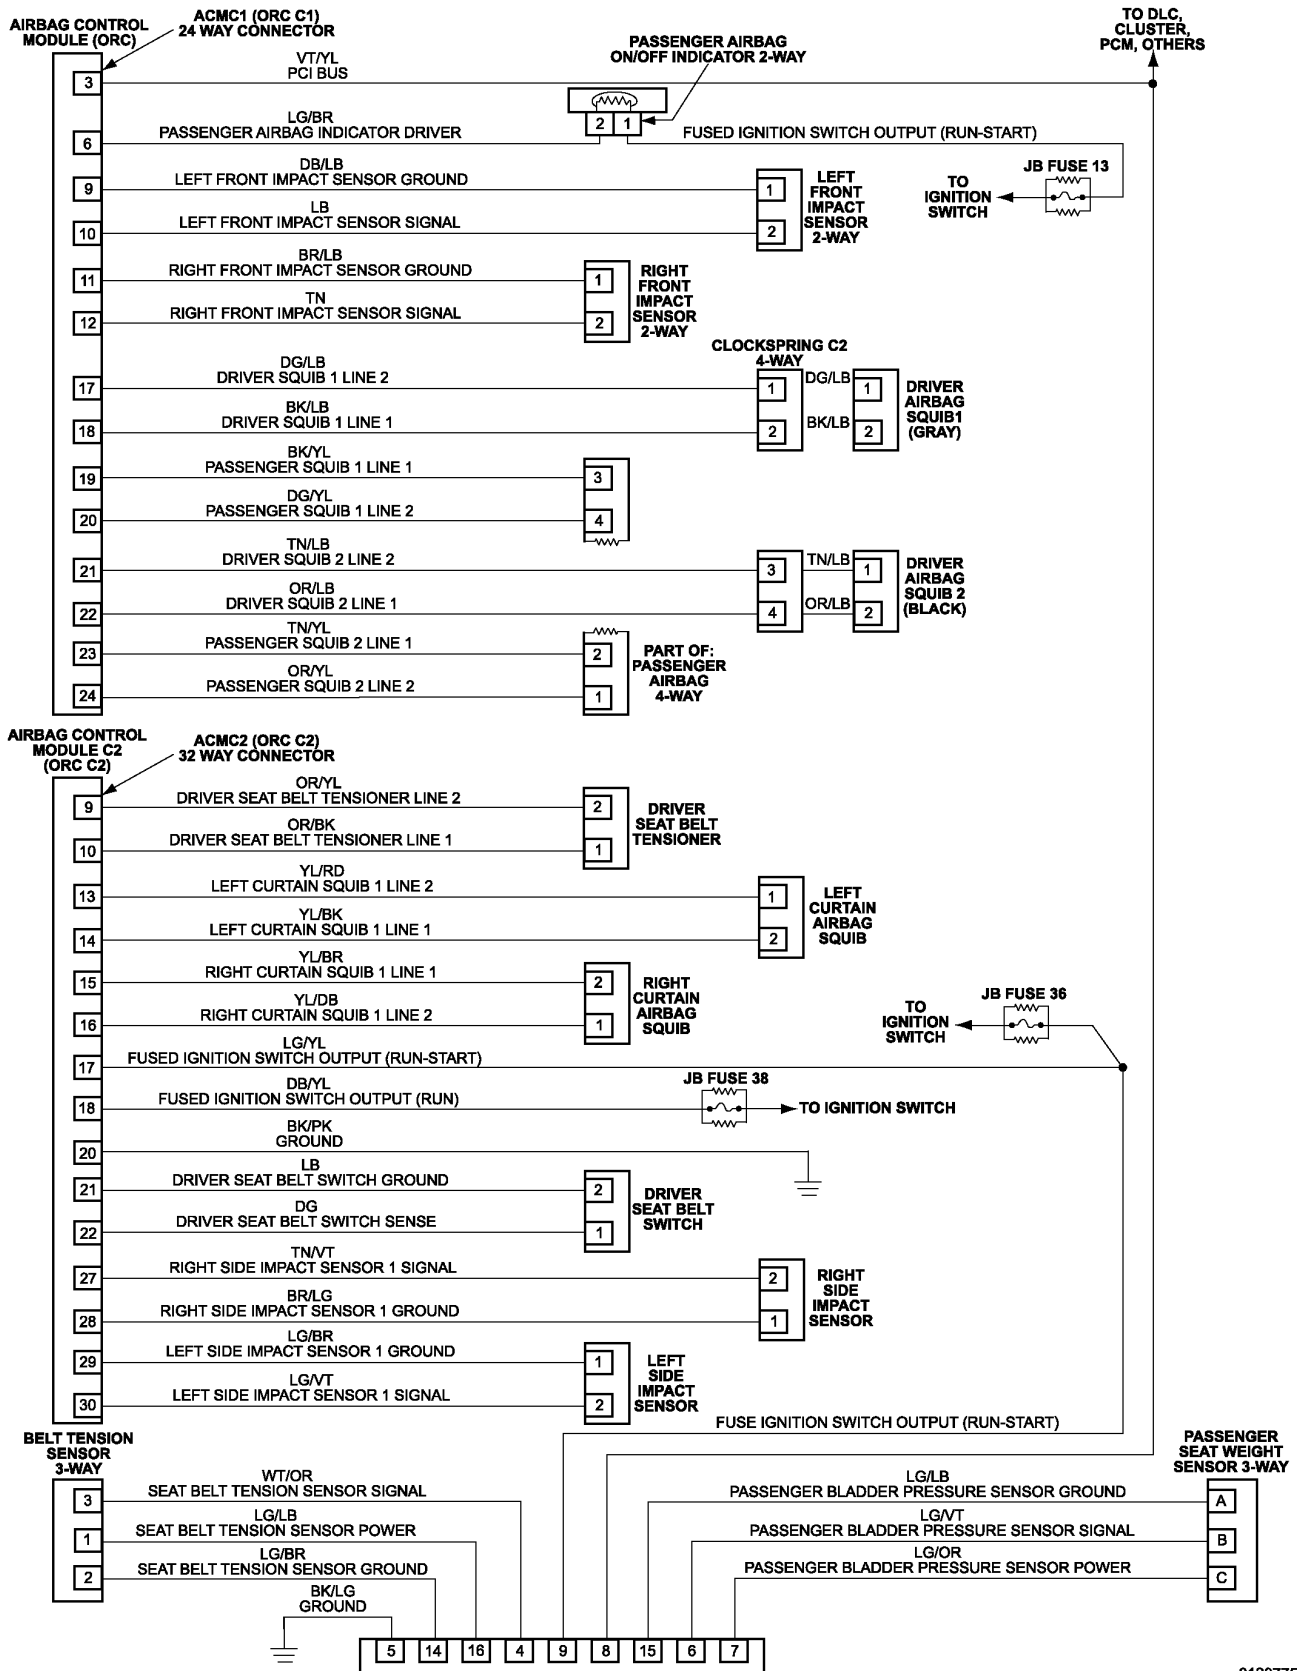 AIRBAG CONTROL
MODULE (ORC)
ACMC1 (ORC C1)
24 WAY CONNECTOR
TO DLC,
CLUSTER,
PCM, OTHERS
PASSENGER AIRBAG
ON/OFF INDICATOR 2-WAY
VT/YL
3 PCI BUS
2 1
LG/BR
6 PASSENGER AIRBAG INDICATOR DRIVER
FUSED IGNITION SWITCH OUTPUT (RUN-START)
JB FUSE 13
TO
IGNITION
SWITCH
DB/LB
9 LEFT FRONT IMPACT SENSOR GROUND 1
LB
10 LEFT FRONT IMPACT SENSOR SIGNAL 2
LEFT
FRONT
IMPACT
SENSOR
2-WAY
BR/LB
11 RIGHT FRONT IMPACT SENSOR GROUND 1
TN
12 RIGHT FRONT IMPACT SENSOR SIGNAL 2
RIGHT
FRONT
IMPACT
SENSOR
2-WAY
CLOCKSPRING C2
4-WAY
DG/LB
17 DRIVER SQUIB 1 LINE 2 1 DG/LB 1
BK/LB
18 DRIVER SQUIB 1 LINE 1 2 BK/LB 2
DRIVER
AIRBAG
SQUIB1
(GRAY)
BK/YL
19 PASSENGER SQUIB 1 LINE 1 3
DG/YL
20 PASSENGER SQUIB 1 LINE 2 4
TN/LB
21 DRIVER SQUIB 2 LINE 2 3 TN/LB 1
OR/LB
22 DRIVER SQUIB 2 LINE 1 4 OR/LB 2
DRIVER
AIRBAG
SQUIB 2
(BLACK)
TN/YL
23 PASSENGER SQUIB 2 LINE 1 2
OR/YL
24 PASSENGER SQUIB 2 LINE 2 1
PART OF:
PASSENGER
AIRBAG
4-WAY
AIRBAG CONTROL
MODULE C2
(ORC C2)
ACMC2 (ORC C2)
32 WAY CONNECTOR
OR/YL
9 DRIVER SEAT BELT TENSIONER LINE 2 2
OR/BK
10 DRIVER SEAT BELT TENSIONER LINE 1 1
DRIVER
SEAT BELT
TENSIONER
YL/RD
13 LEFT CURTAIN SQUIB 1 LINE 2 1
YL/BK
14 LEFT CURTAIN SQUIB 1 LINE 1 2
LEFT
CURTAIN
AIRBAG
SQUIB
YL/BR
15 RIGHT CURTAIN SQUIB 1 LINE 1 2
YL/DB
16 RIGHT CURTAIN SQUIB 1 LINE 2 1
RIGHT
CURTAIN
AIRBAG
SQUIB
JB FUSE 36
TO
IGNITION
SWITCH
LG/YL
17 FUSED IGNITION SWITCH OUTPUT (RUN-START)
JB FUSE 38
DB/YL
18 FUSED IGNITION SWITCH OUTPUT (RUN) TO IGNITION SWITCH
BK/PK
20 GROUND
LB
21 DRIVER SEAT BELT SWITCH GROUND 2
DG
22 DRIVER SEAT BELT SWITCH SENSE 1
DRIVER
SEAT BELT
SWITCH
TN/VT
27 RIGHT SIDE IMPACT SENSOR 1 SIGNAL 2
BR/LG
28 RIGHT SIDE IMPACT SENSOR 1 GROUND 1
RIGHT
SIDE
IMPACT
SENSOR
LG/BR
29 LEFT SIDE IMPACT SENSOR 1 GROUND 1
LG/VT
30 LEFT SIDE IMPACT SENSOR 1 SIGNAL 2
LEFT
SIDE
IMPACT
SENSOR
FUSE IGNITION SWITCH OUTPUT (RUN-START)
BELT TENSION
SENSOR
3-WAY
PASSENGER
SEAT WEIGHT
SENSOR 3-WAY
WT/OR
3 SEAT BELT TENSION SENSOR SIGNAL
LG/LB
1 SEAT BELT TENSION SENSOR POWER
LG/BR
2 SEAT BELT TENSION SENSOR GROUND
BK/LG
GROUND
LG/LB
PASSENGER BLADDER PRESSURE SENSOR GROUND A
LG/VT
PASSENGER BLADDER PRESSURE SENSOR SIGNAL B
LG/OR
PASSENGER BLADDER PRESSURE SENSOR POWER C
5 14 16 4 9 8 15 6 7